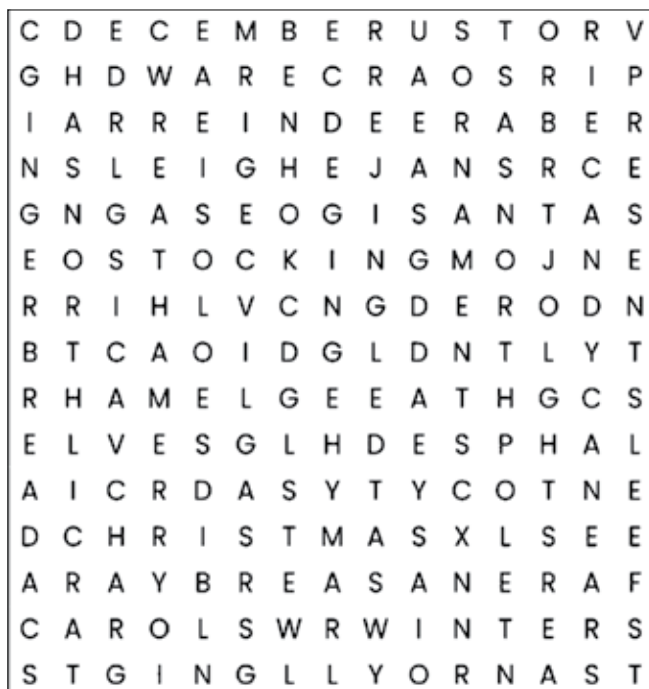 C D E C E M B E R U S T O R V
G H D W A R E C R A O S R I P
I A R R E I N D E E R A B E R
N S L E I G H E J A N S R C E
G N G A S E O G I S A N T A S
E O S T O C K I N G M O J N E
R R I H L V C N G D E R O D N
B T C A O I D G L D N T L Y T
R H A M E L G E E A T H G C S
E L V E S G L H D E S P H A L
A I C R D A S Y T Y C O T N E
D C H R I S T M A S X L S E E
A R A Y B R E A S A N E R A F
C A R O L S W R W I N T E R S
S T G I N G L L Y O R N A S T